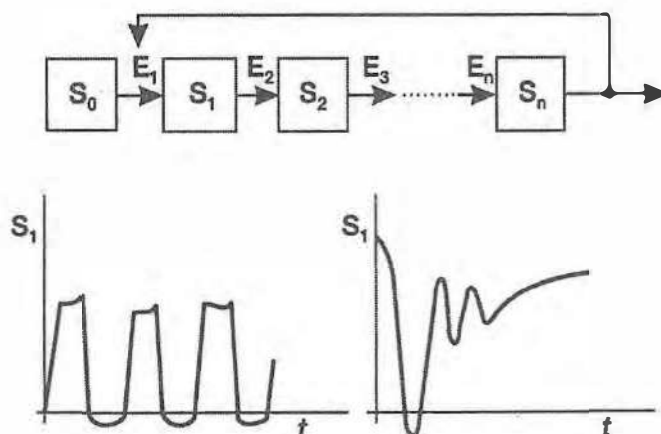 E₁ E₂ E₃ Eₙ
S₀ S₁ S₂ Sₙ
S₁ S₁
t t